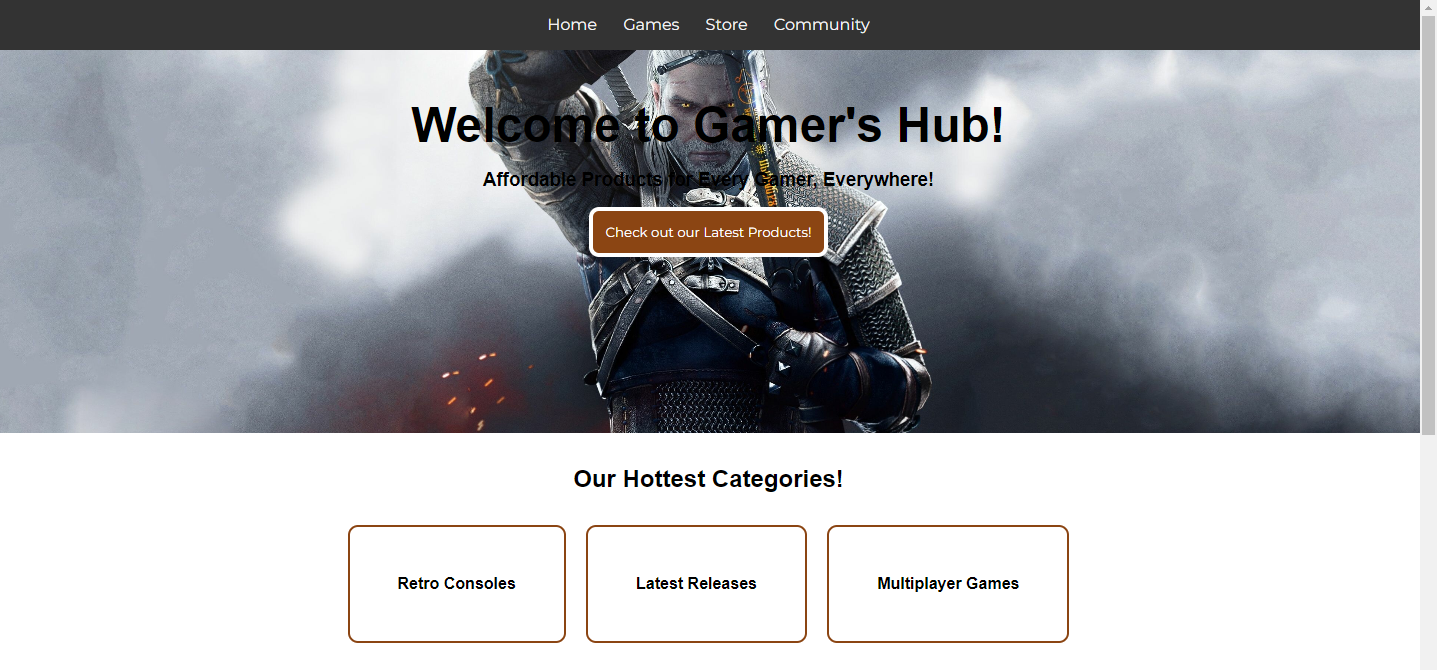 Home Games Store Community
Welcome to Gamer's Hub!
Affordable Products for Every Gamer, Everywhere!
Check out our Latest Products!
Our Hottest Categories!
Retro Consoles Latest Releases Multiplayer Games